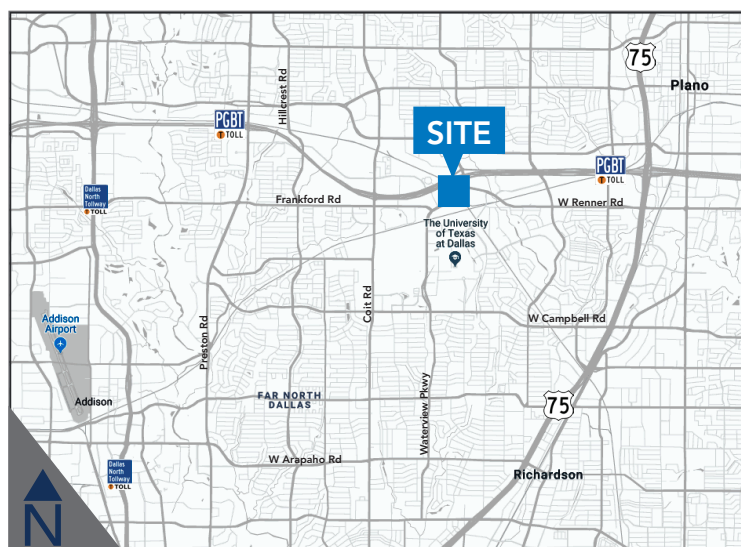 75
Plano
Hillcrest Rd
PGBT
TOLL
SITE
PGBT
TOLL
Dallas
North
Tollway
TOLL
Frankford Rd
W Renner Rd
The University
of Texas
at Dallas
Addison
Airport
Preston Rd
Coit Rd
W Campbell Rd
Waterview Pkwy
FAR NORTH
DALLAS
Addison
75
W Arapaho Rd
Dallas
North
Tollway
TOLL
Richardson
N